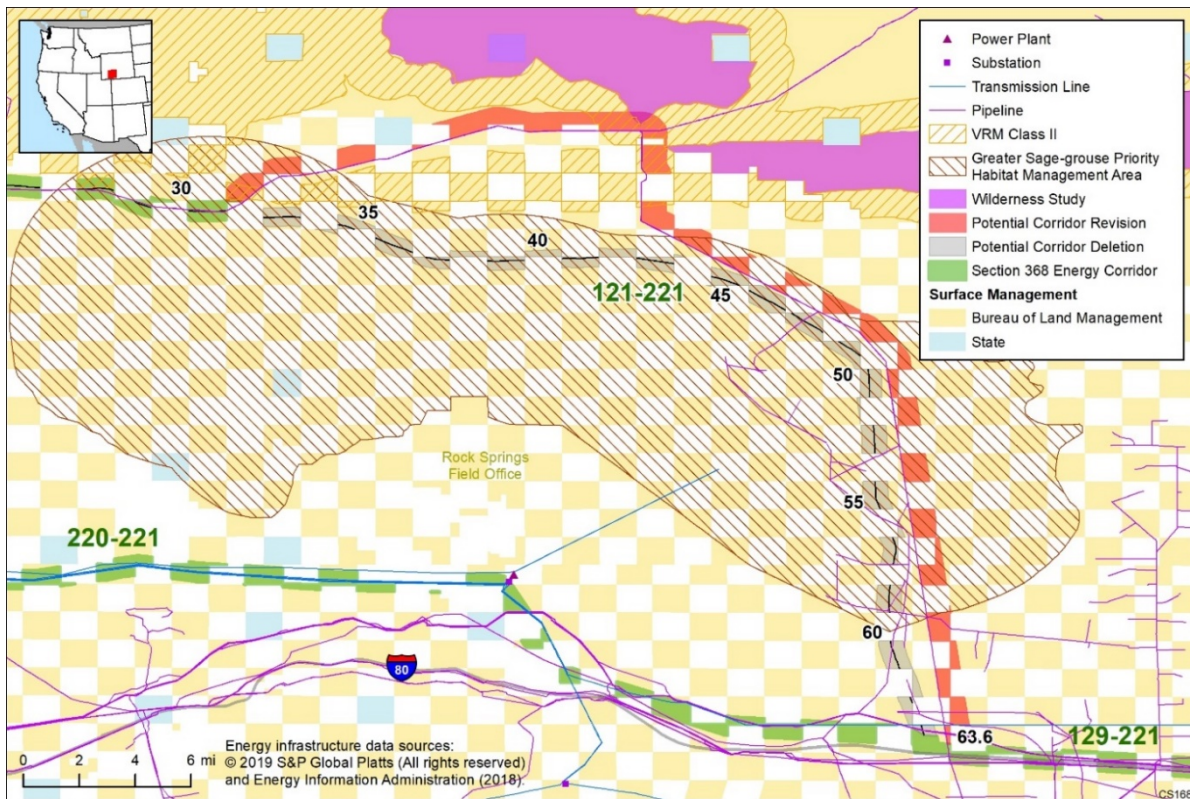 Power Plant
Substation
Transmission Line
Pipeline
VRM Class II
Greater Sage-grouse Priority
Habitat Management Area
Wilderness Study
Potential Corridor Revision
Potential Corridor Deletion
Section 368 Energy Corridor
Surface Management
Bureau of Land Management
State
30
35
40
121-221
45
50
Rock Springs
Field Office
55
220-221
60
80
63.6
129-221
0 2 4 6 mi
Energy infrastructure data sources:
© 2019 S&P Global Platts (All rights reserved)
and Energy Information Administration (2018).
CS168